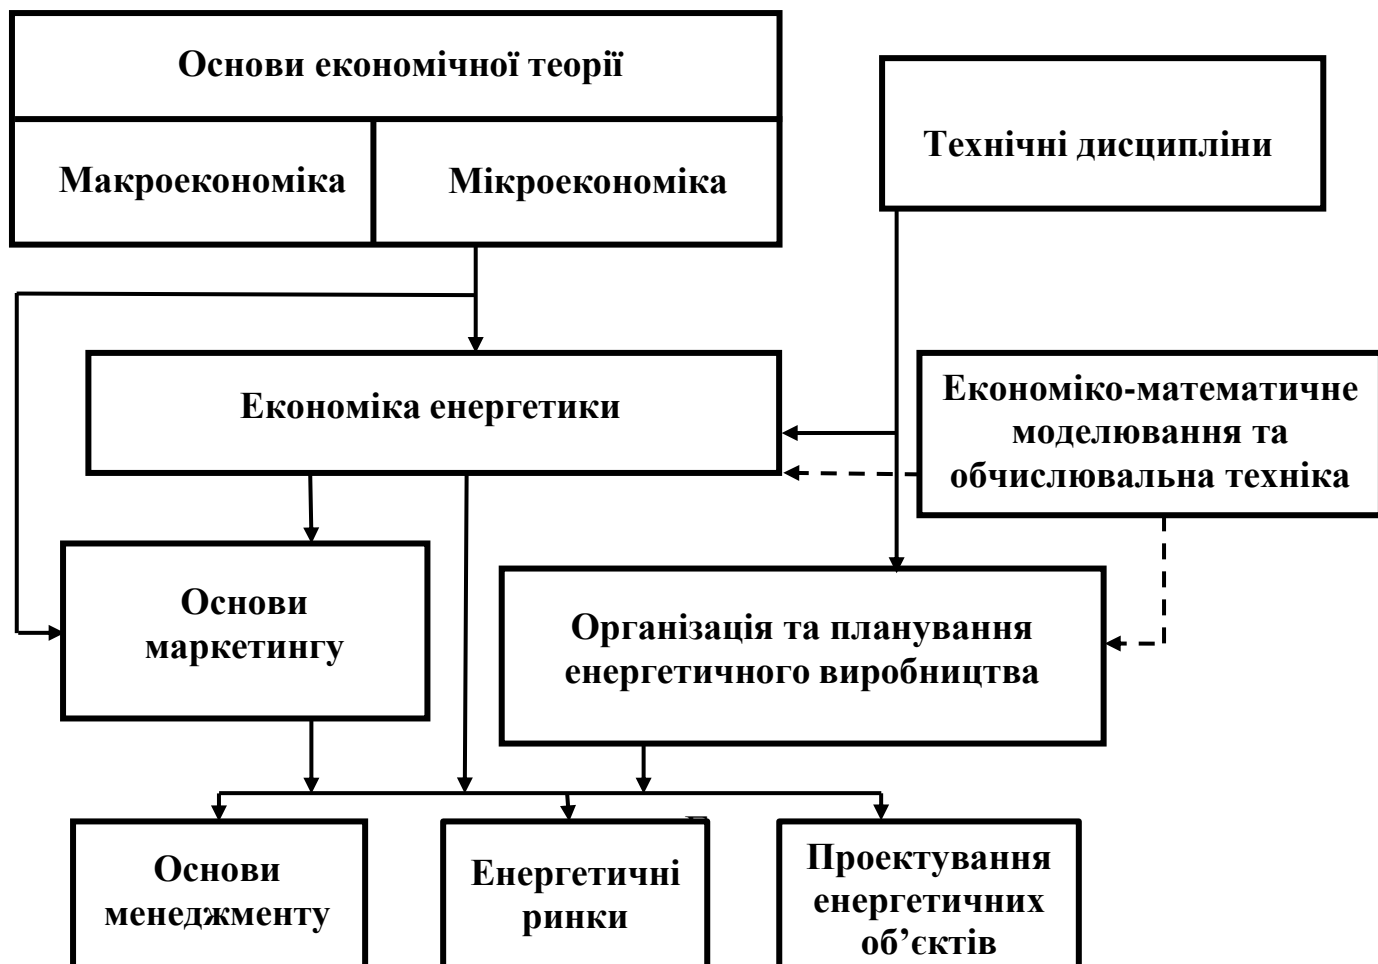 Основи економічної теорії
Технічні дисципліни
Макроекономіка
Мікроекономіка
Економіка енергетики
Економіко-математичне
моделювання та
обчислювальна техніка
Основи
маркетингу
Організація та планування
енергетичного виробництва
Основи
менеджменту
Енергетичні
ринки
Проектування
енергетичних
об’єктів